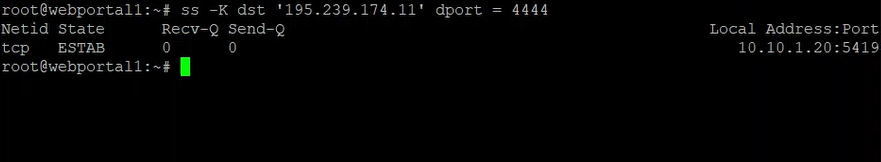 root@webportal1:~# ss -K dst '195.239.174.11' dport = 4444
Netid State Recv-Q Send-Q Local Address:Port
tcp ESTAB 0 0 10.10.1.20:5419
root@webportal1:~#